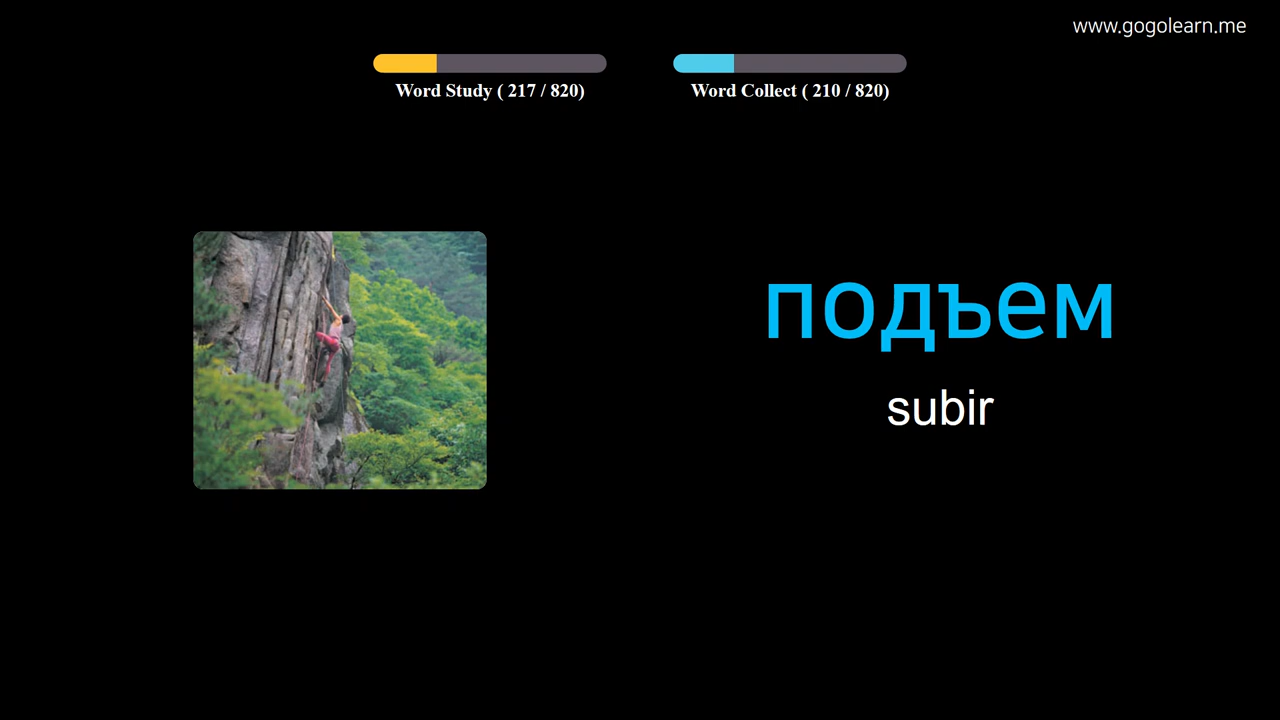 www.gogolearn.me
Word Study ( 217 / 820)
Word Collect ( 210 / 820)
подъем
subir